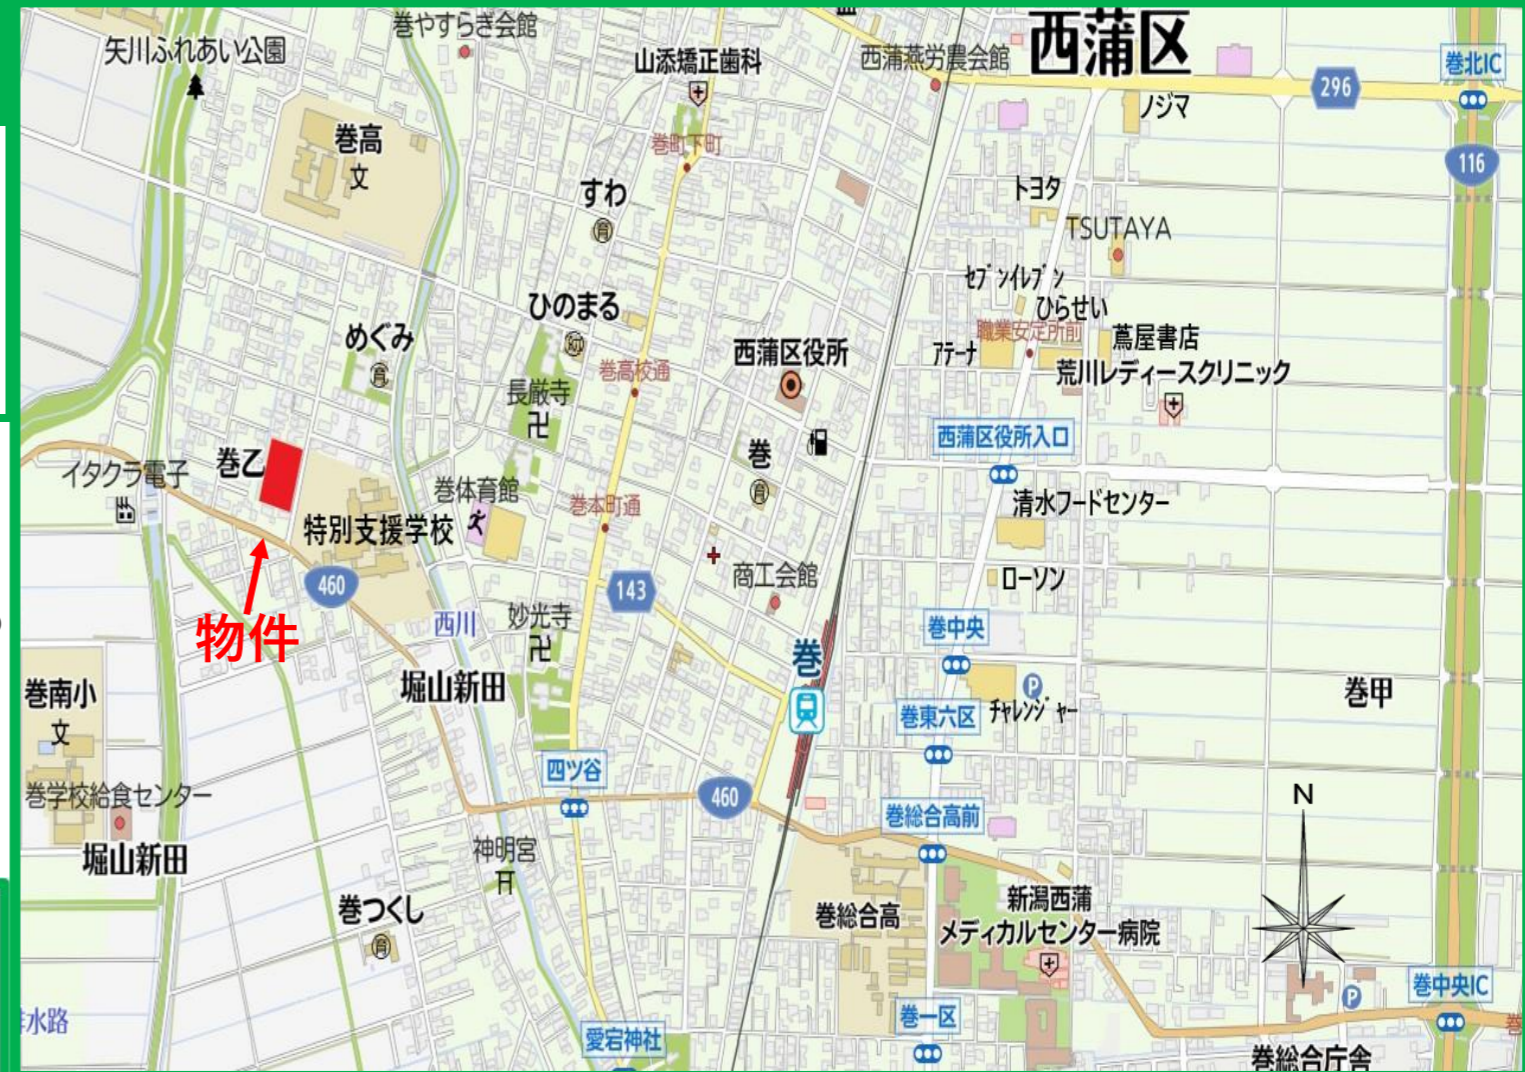 西蒲区
巻やすらぎ会館
矢川ふれあい公園
山添矯正歯科
西蒲燕労農会館
巻北IC
296
ノジマ
巻高
文
巻町下町
116
すわ
トヨタ
TSUTAYA
セブンイレブン
ひのまる
ひらせい
めぐみ
職業安定所前
蔦屋書店
西蒲区役所
アテーナ
巻高校通
荒川レディースクリニック
長厳寺
西蒲区役所入口
巻乙
巻
イタクラ電子
巻体育館
巻本町通
清水フードセンター
特別支援学校
商工会館
ローソン
460
143
物件
西川
妙光寺
巻中央
巻
堀山新田
巻南小
文
巻甲
P
チャレンジャー
巻東六区
四ツ谷
巻学校給食センター
460
N
巻総合高前
堀山新田
神明宮
巻つくし
巻総合高
新潟西蒲
メディカルセンター病院
P
巻中央IC
水路
巻一区
愛宕神社
巻総合庁舎